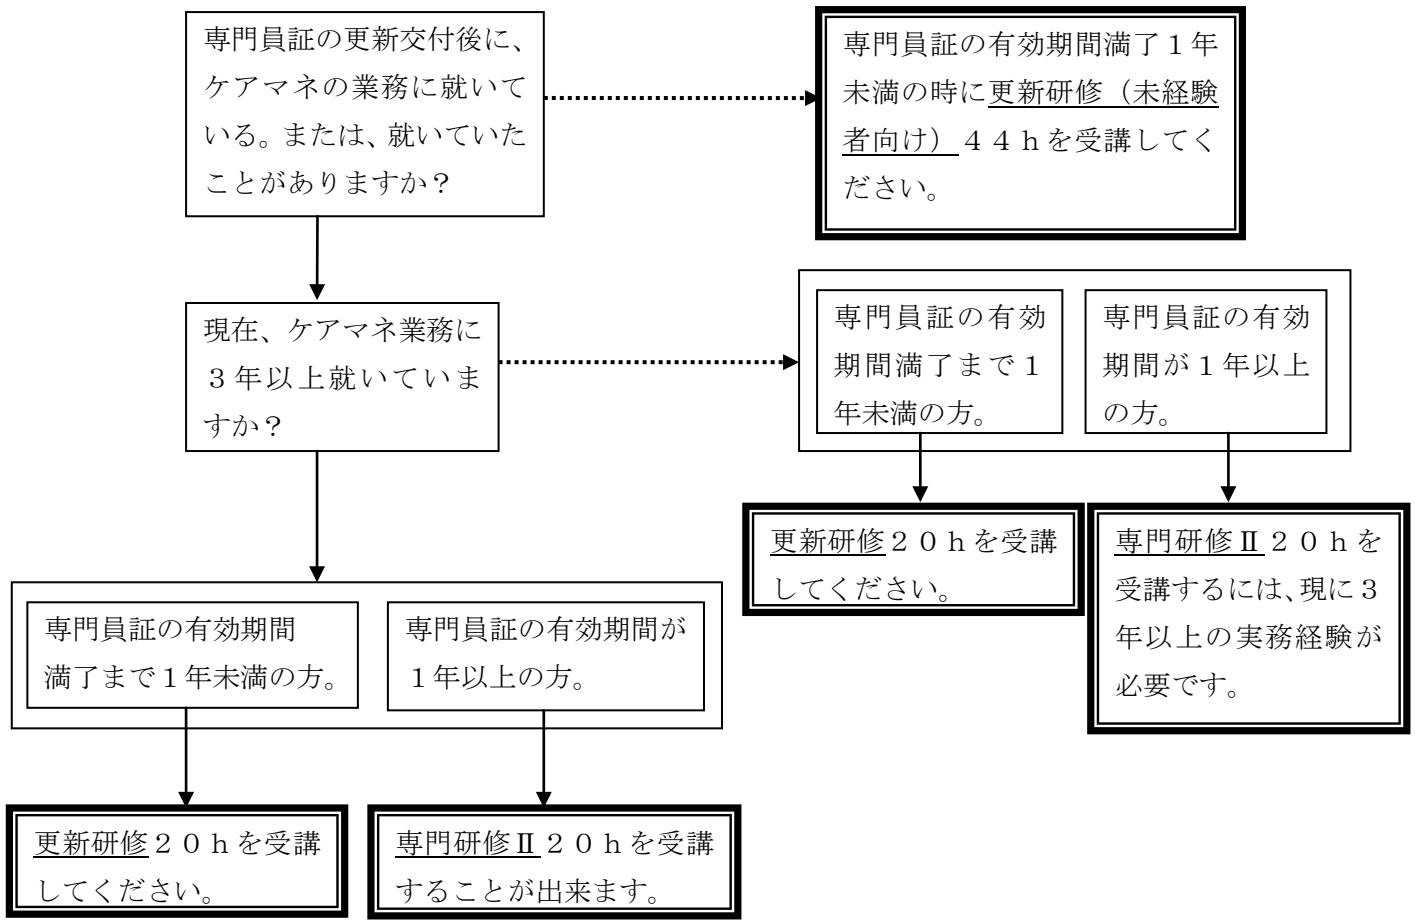 専門員証の更新交付後に、
ケアマネの業務に就いて
いる。または、就いていた
ことがありますか？
専門員証の有効期間満了１年
未満の時に更新研修（未経験
者向け）４４ｈを受講してく
ださい。
現在、ケアマネ業務に
３年以上就いていま
すか？
専門員証の有効
期間満了まで１
年未満の方。
専門員証の有効
期間が１年以上
の方。
更新研修２０ｈを受講
してください。
専門研修Ⅱ２０ｈを
受講するには、現に３
年以上の実務経験が
必要です。
専門員証の有効期間
満了まで１年未満の方。
専門員証の有効期間が
１年以上の方。
更新研修２０ｈを受講
してください。
専門研修Ⅱ２０ｈを受講
することが出来ます。